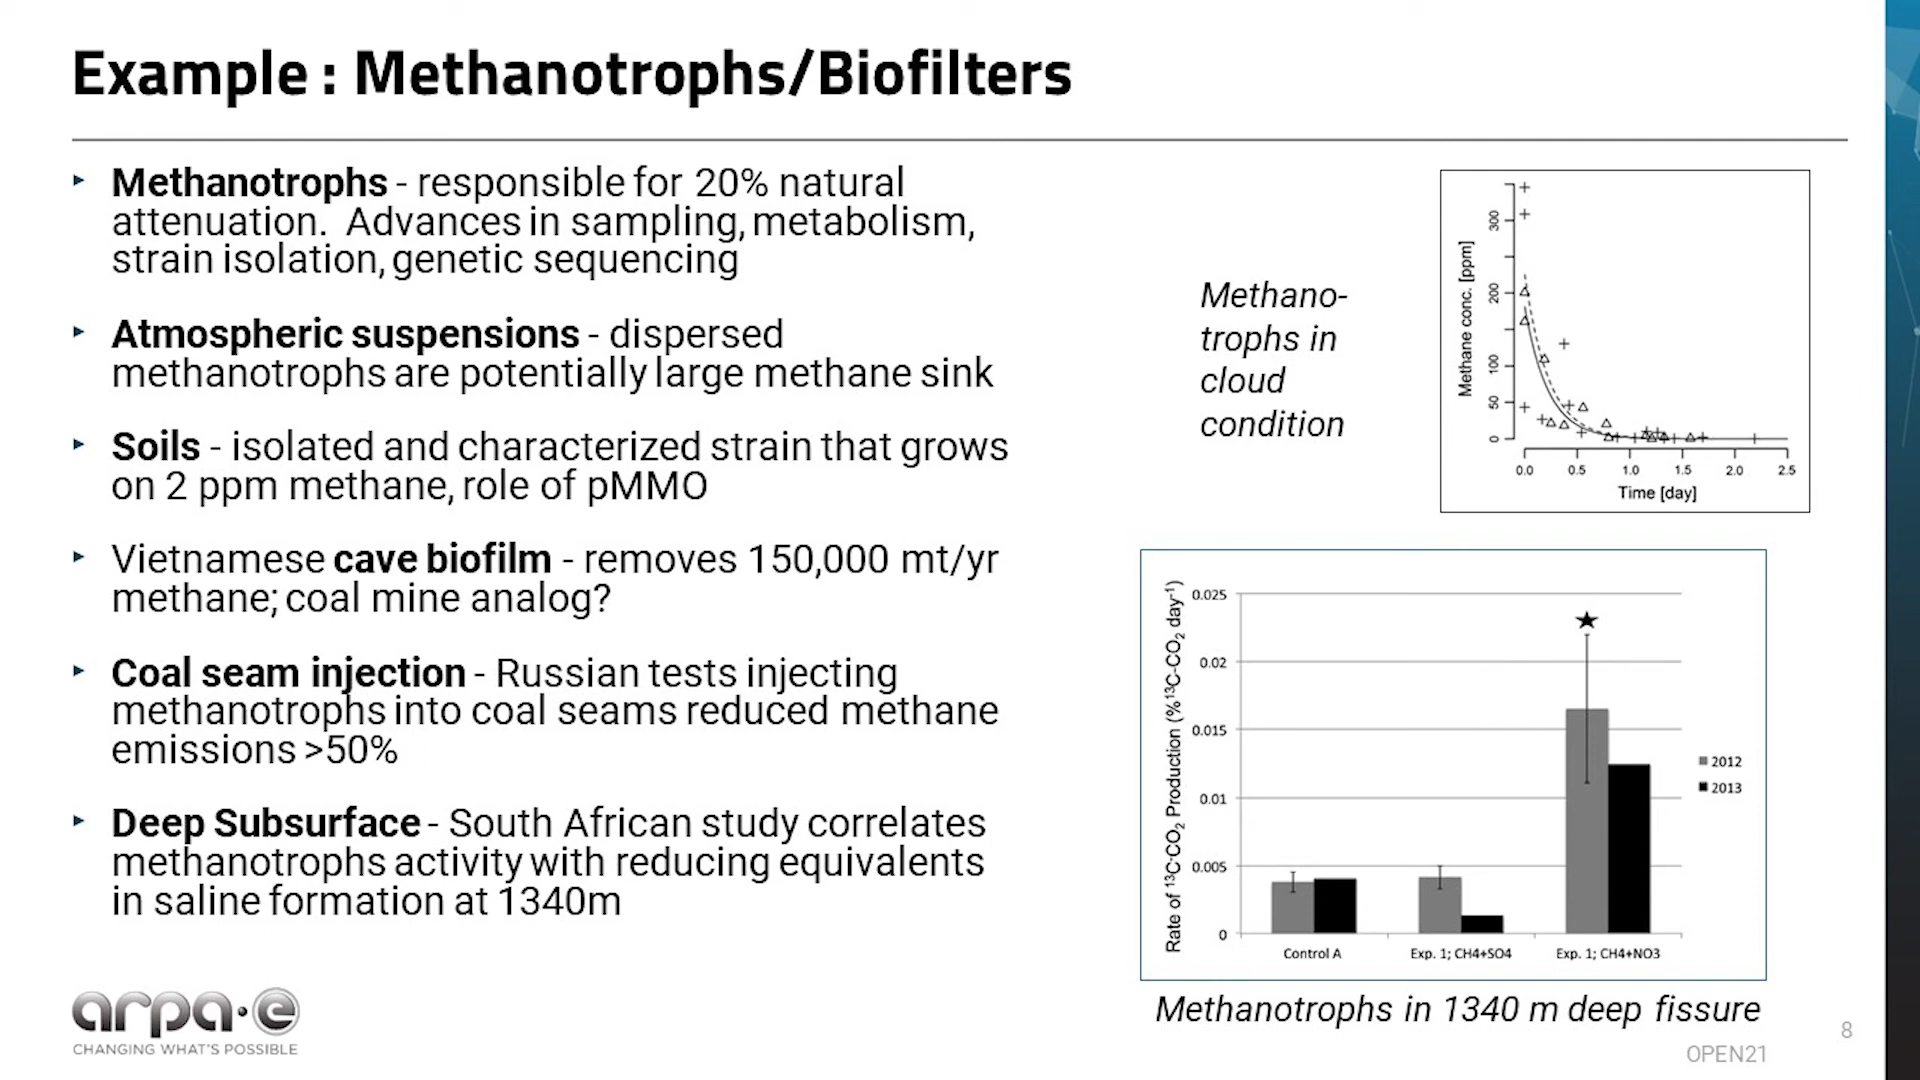 Example : Methanotrophs/Biofilters
Methanotrophs - responsible for 20% natural
attenuation. Advances in sampling, metabolism,
strain isolation, genetic sequencing
Atmospheric suspensions - dispersed
methanotrophs are potentially large methane sink
Soils - isolated and characterized strain that grows
on 2 ppm methane, role of pMMO
Vietnamese cave biofilm - removes 150,000 mt/yr
methane; coal mine analog?
Coal seam injection - Russian tests injecting
methanotrophs into coal seams reduced methane
emissions >50%
Deep Subsurface - South African study correlates
methanotrophs activity with reducing equivalents
in saline formation at 1340m
Methano-
trophs in
cloud
condition
Methane conc. [ppm]
300
200
100
50
0
0.0 0.5 1.0 1.5 2.0 2.5
Time [day]
Rate of ¹³C-CO₂ Production (%¹³C-CO₂ day⁻¹)
0.025
0.02
0.015
0.01
0.005
0
2012
2013
Control A Exp. 1; CH4+SO4 Exp. 1; CH4+NO3
Methanotrophs in 1340 m deep fissure
arpa·e
CHANGING WHAT'S POSSIBLE
8
OPEN21